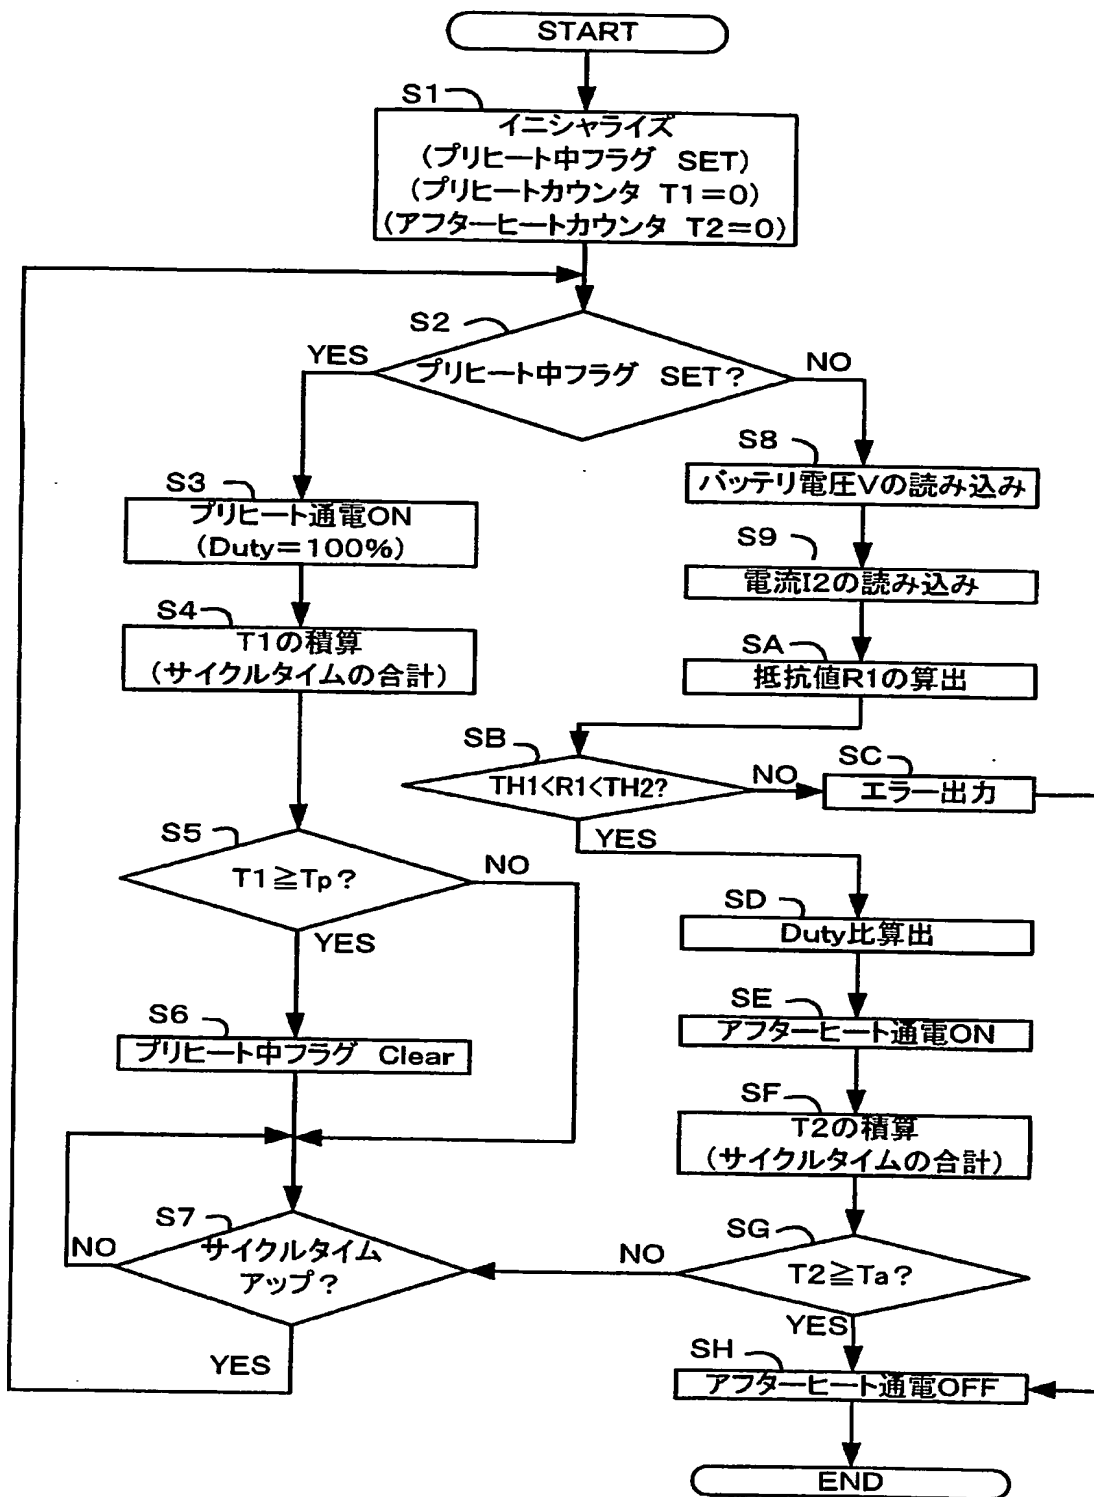 START
S1
イニシャライズ
(プリヒート中フラグ SET)
(プリヒートカウンタ T1=0)
(アフターヒートカウンタ T2=0)
S2
プリヒート中フラグ SET?
YES
NO
S3
プリヒート通電ON
(Duty=100%)
S4
T1の積算
(サイクルタイムの合計)
S5
T1≧Tp?
NO
YES
S6
プリヒート中フラグ Clear
S7
サイクルタイム
アップ?
NO
YES
S8
バッテリ電圧Vの読み込み
S9
電流I2の読み込み
SA
抵抗値R1の算出
SB
TH1<R1<TH2?
NO
YES
SC
エラー出力
SD
Duty比算出
SE
アフターヒート通電ON
SF
T2の積算
(サイクルタイムの合計)
SG
T2≧Ta?
NO
YES
SH
アフターヒート通電OFF
END